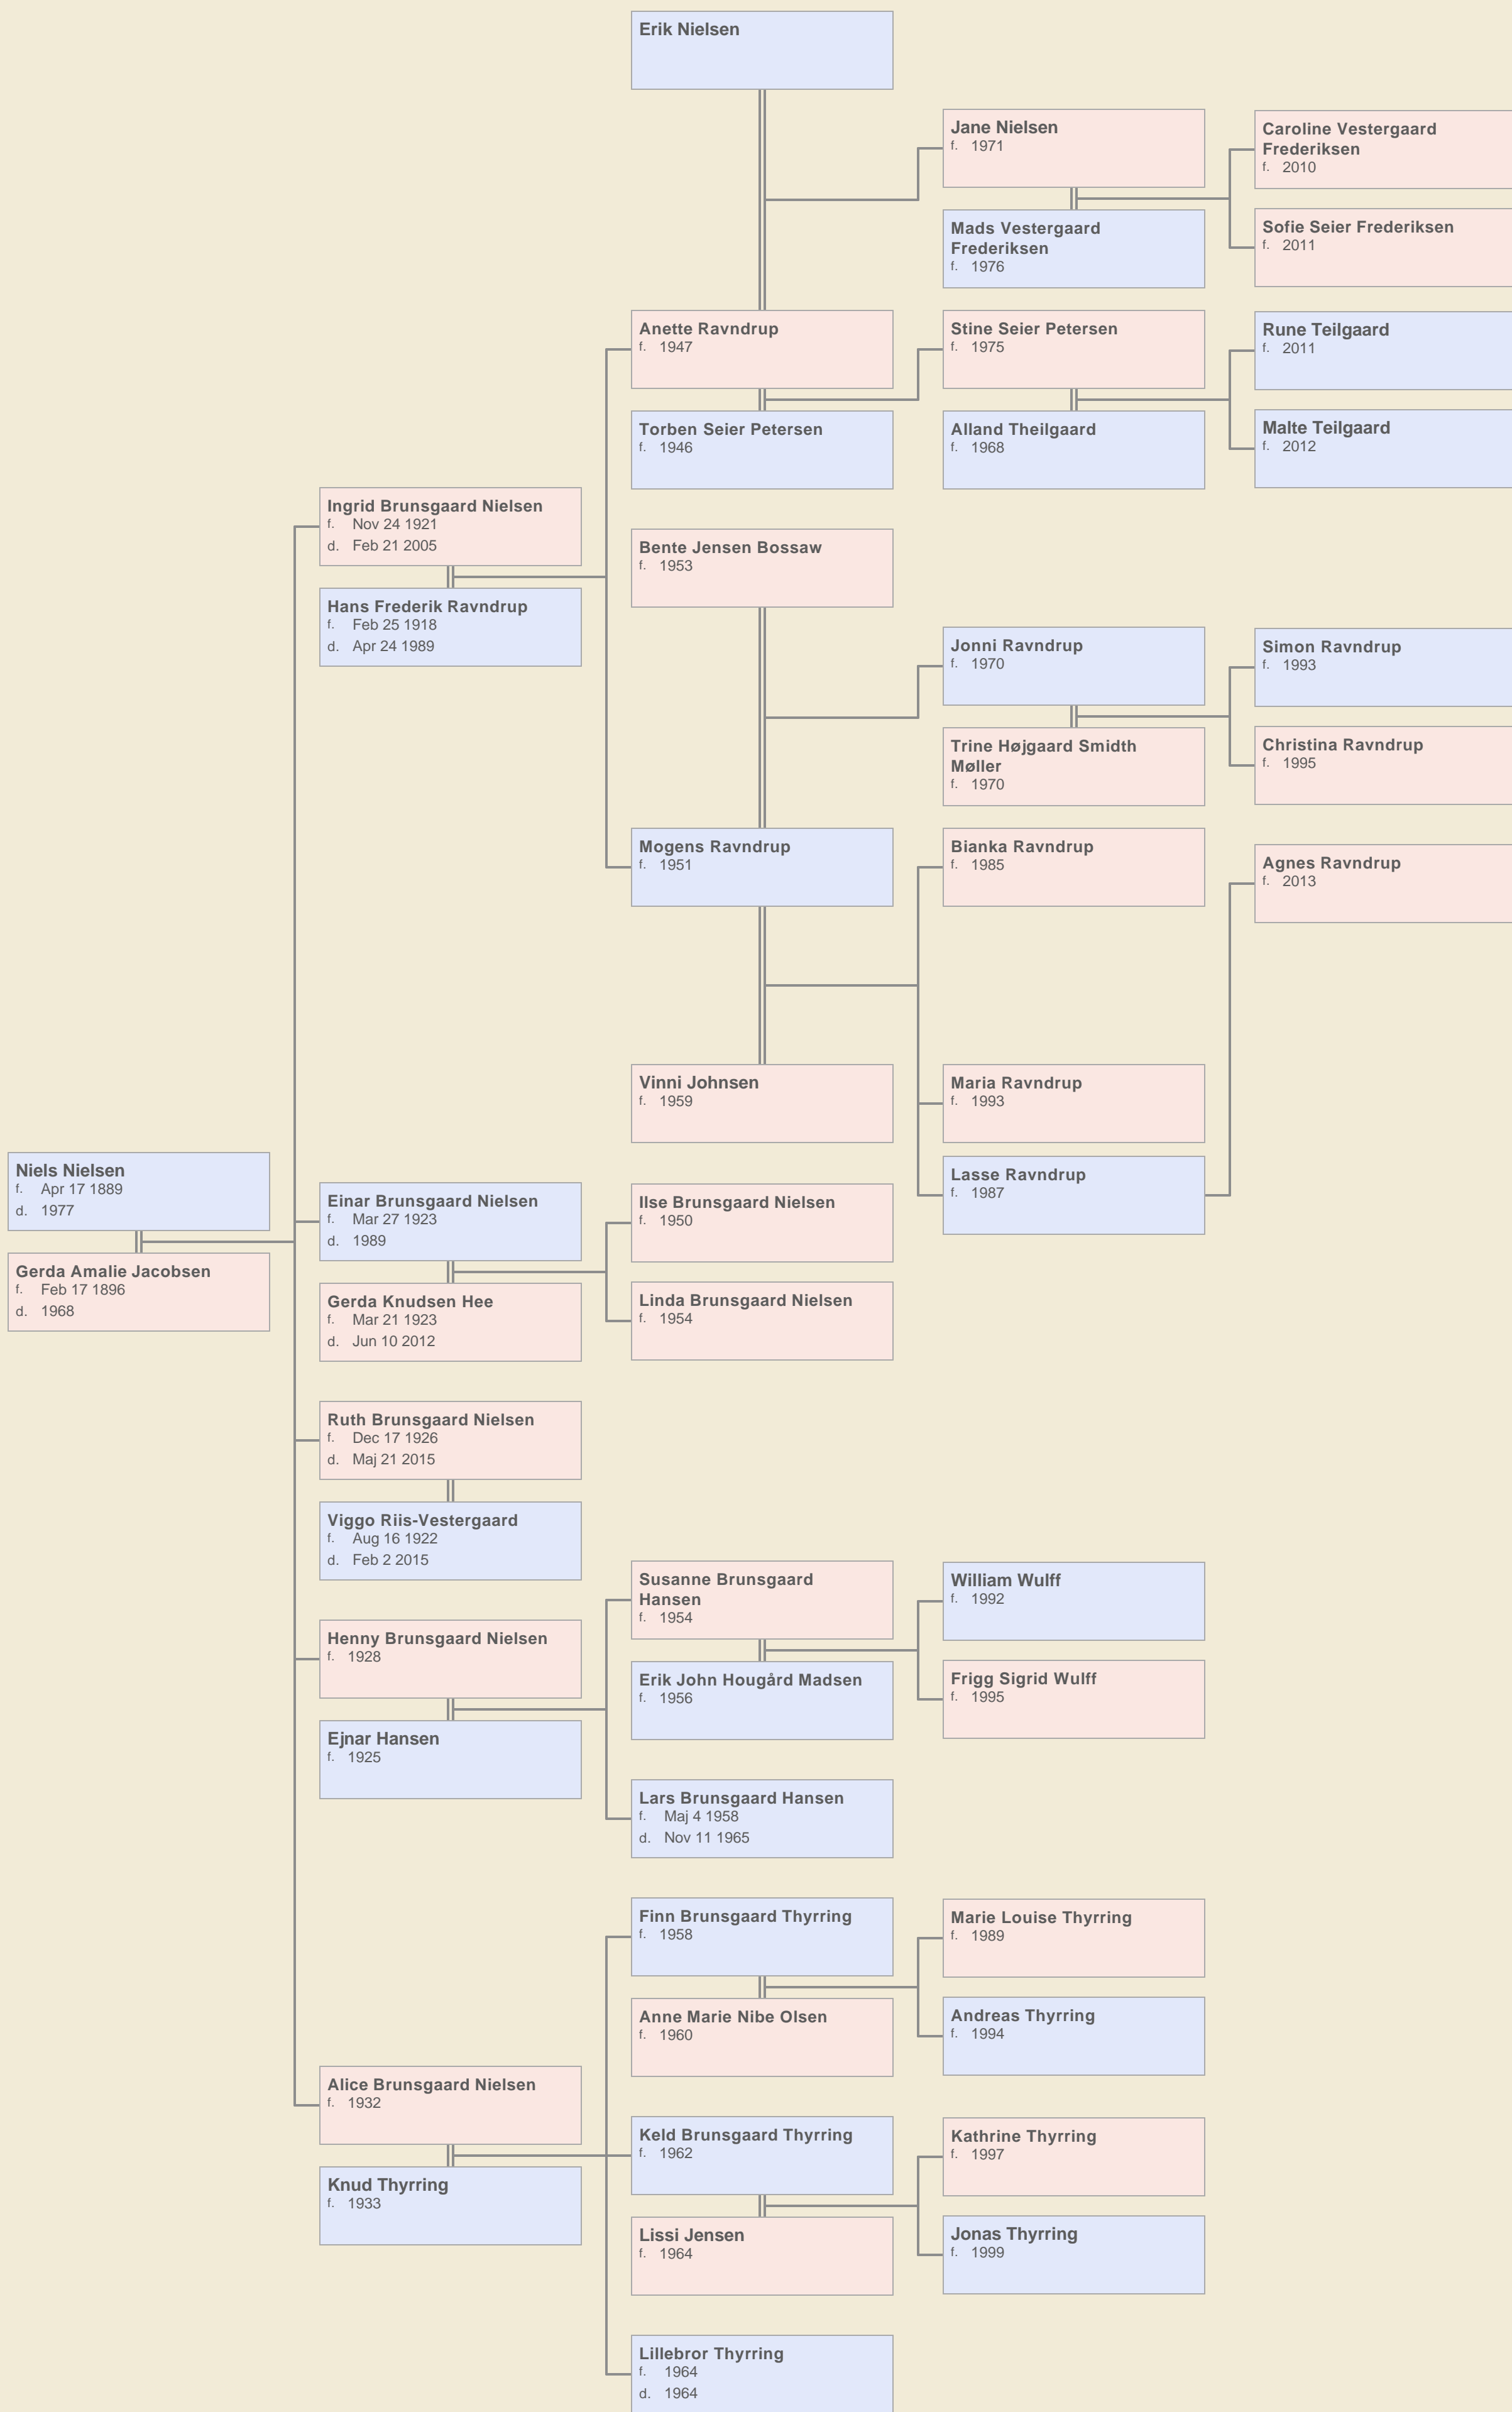 Erik Nielsen
Jane Nielsen
f. 1971
Caroline Vestergaard
Frederiksen
f. 2010
Mads Vestergaard
Frederiksen
f. 1976
Sofie Seier Frederiksen
f. 2011
Anette Ravndrup
f. 1947
Stine Seier Petersen
f. 1975
Rune Teilgaard
f. 2011
Torben Seier Petersen
f. 1946
Alland Theilgaard
f. 1968
Malte Teilgaard
f. 2012
Ingrid Brunsgaard Nielsen
f. Nov 24 1921
d. Feb 21 2005
Bente Jensen Bossaw
f. 1953
Hans Frederik Ravndrup
f. Feb 25 1918
d. Apr 24 1989
Jonni Ravndrup
f. 1970
Simon Ravndrup
f. 1993
Trine Højgaard Smidth
Møller
f. 1970
Christina Ravndrup
f. 1995
Mogens Ravndrup
f. 1951
Bianka Ravndrup
f. 1985
Agnes Ravndrup
f. 2013
Vinni Johnsen
f. 1959
Maria Ravndrup
f. 1993
Niels Nielsen
f. Apr 17 1889
d. 1977
Lasse Ravndrup
f. 1987
Einar Brunsgaard Nielsen
f. Mar 27 1923
d. 1989
Ilse Brunsgaard Nielsen
f. 1950
Gerda Amalie Jacobsen
f. Feb 17 1896
d. 1968
Gerda Knudsen Hee
f. Mar 21 1923
d. Jun 10 2012
Linda Brunsgaard Nielsen
f. 1954
Ruth Brunsgaard Nielsen
f. Dec 17 1926
d. Maj 21 2015
Viggo Riis-Vestergaard
f. Aug 16 1922
d. Feb 2 2015
Susanne Brunsgaard
Hansen
f. 1954
William Wulff
f. 1992
Henny Brunsgaard Nielsen
f. 1928
Erik John Hougård Madsen
f. 1956
Frigg Sigrid Wulff
f. 1995
Ejnar Hansen
f. 1925
Lars Brunsgaard Hansen
f. Maj 4 1958
d. Nov 11 1965
Finn Brunsgaard Thyrring
f. 1958
Marie Louise Thyrring
f. 1989
Anne Marie Nibe Olsen
f. 1960
Andreas Thyrring
f. 1994
Alice Brunsgaard Nielsen
f. 1932
Keld Brunsgaard Thyrring
f. 1962
Kathrine Thyrring
f. 1997
Knud Thyrring
f. 1933
Lissi Jensen
f. 1964
Jonas Thyrring
f. 1999
Lillebror Thyrring
f. 1964
d. 1964